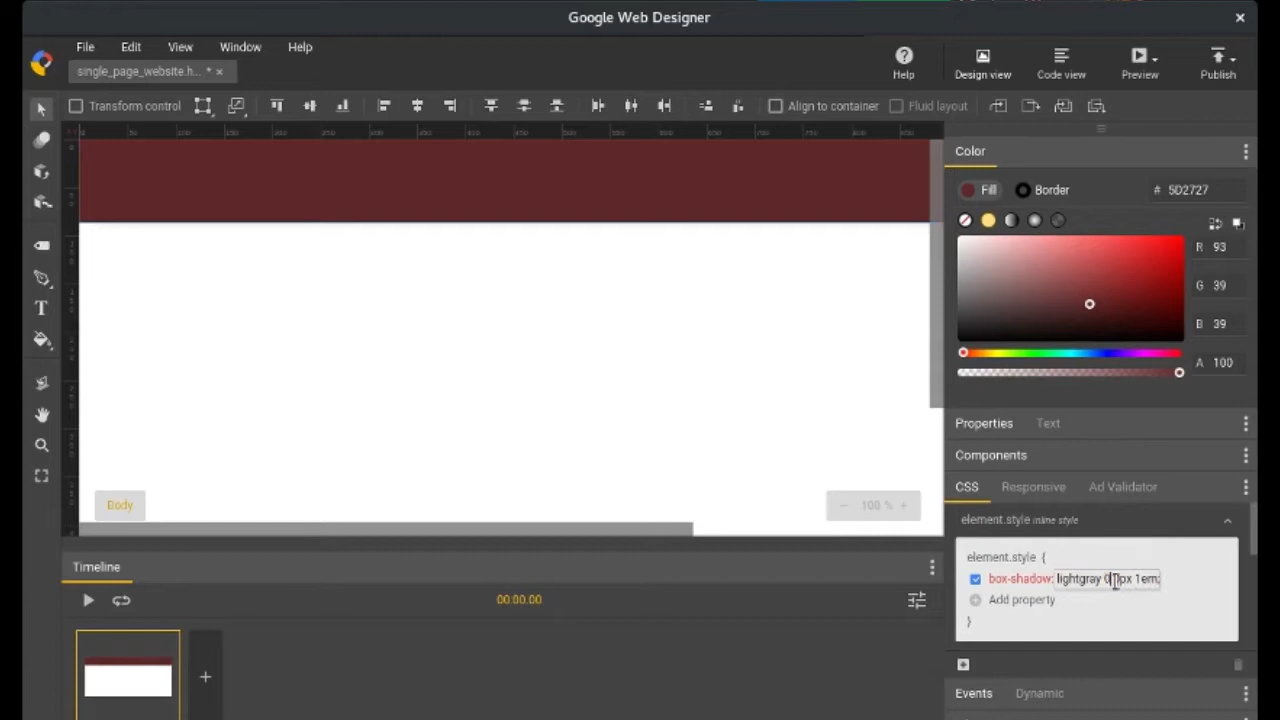 Google Web Designer
File Edit View Window Help
single_page_website.h... *
Help Design view Code view Preview Publish
Transform control Align to container Fluid layout
Color
Fill Border # 5D2727
R 93
G 39
B 39
A 100
Properties Text
Components
CSS Responsive Ad Validator
element.style inline style
element.style {
box-shadow: lightgray px 1em;
Add property
}
Body
100 %
Timeline
00:00.00
Events Dynamic